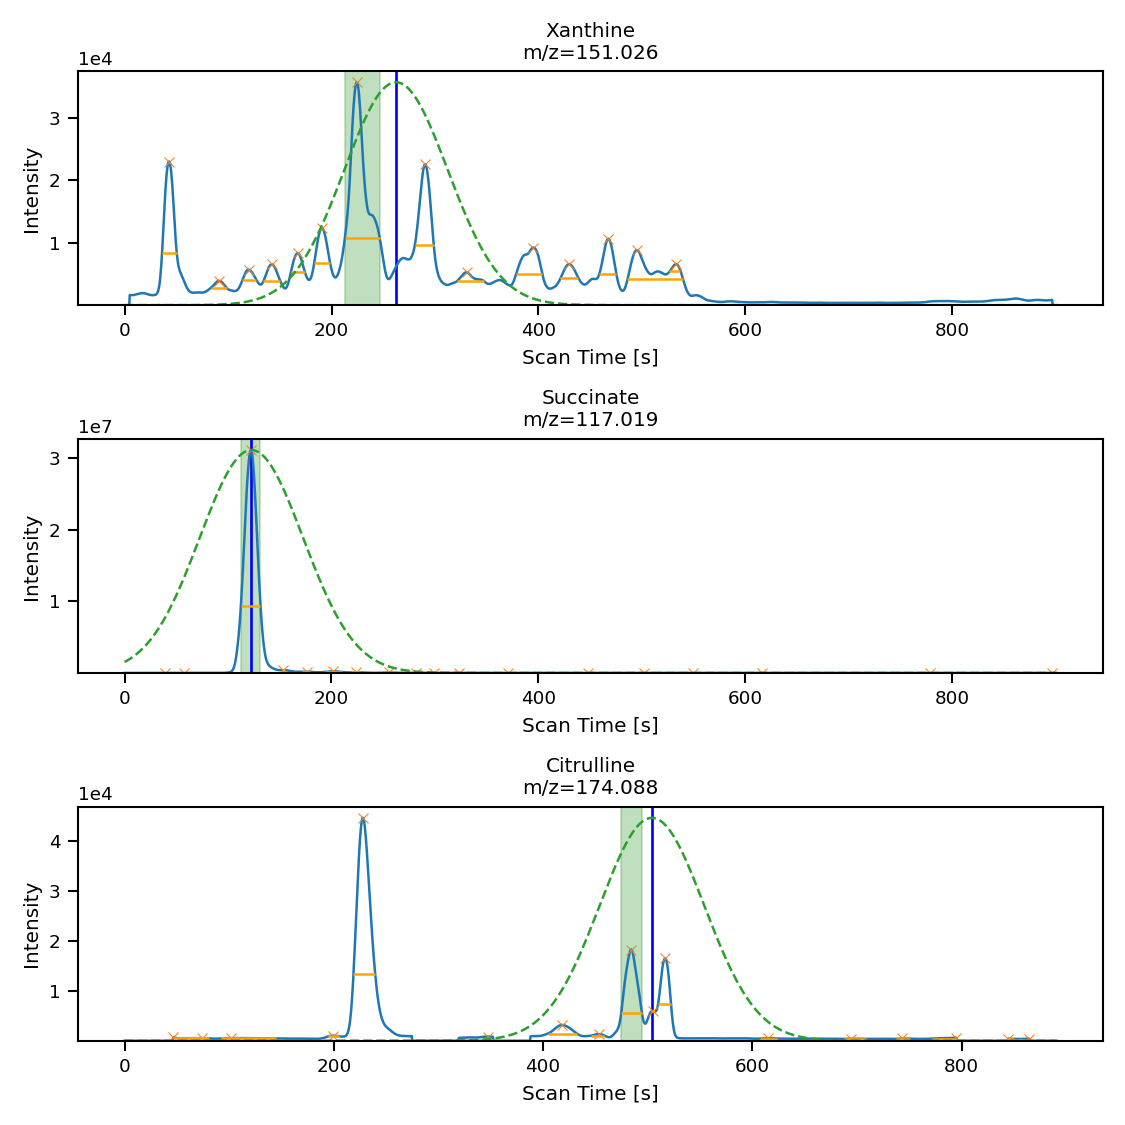 Xanthine
m/z=151.026
1e4
3
2
1
Intensity
0 200 400 600 800
Scan Time [s]
Succinate
m/z=117.019
1e7
3
2
1
Intensity
0 200 400 600 800
Scan Time [s]
Citrulline
m/z=174.088
1e4
4
3
2
1
Intensity
0 200 400 600 800
Scan Time [s]